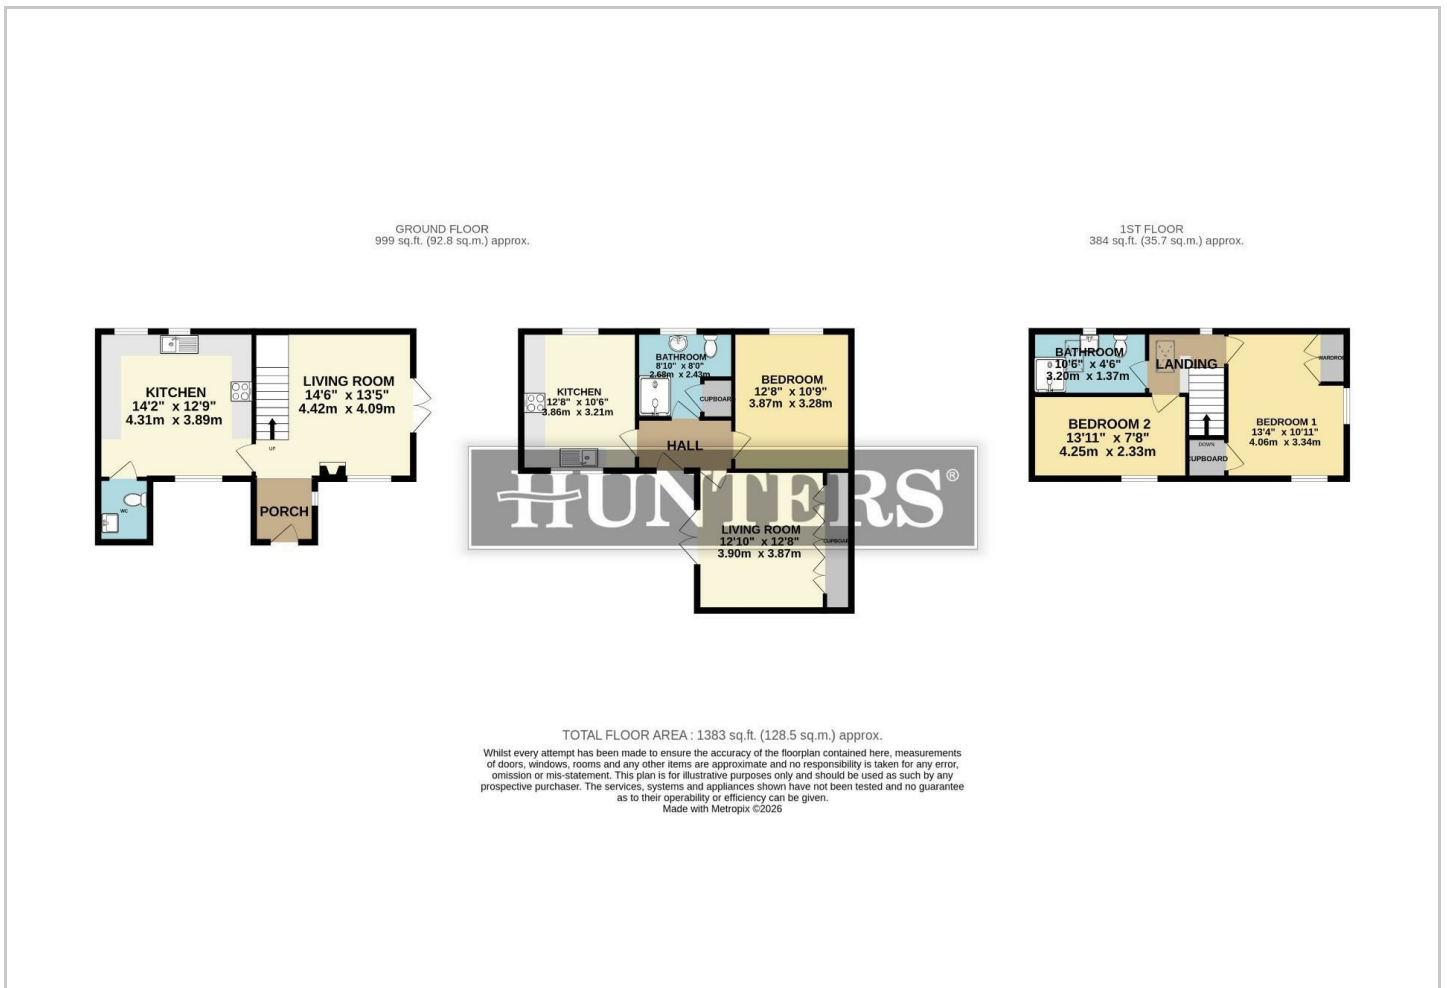 GROUND FLOOR
999 sq.ft. (92.8 sq.m.) approx.
1ST FLOOR
384 sq.ft. (35.7 sq.m.) approx.
KITCHEN
14'2" x 12'9"
4.31m x 3.89m
LIVING ROOM
14'6" x 13'5"
4.42m x 4.09m
UP
WC
PORCH
KITCHEN
12'8" x 10'6"
3.86m x 3.21m
BATHROOM
8'10" x 8'0"
2.68m x 2.43m
CUPBOARD
BEDROOM
12'8" x 10'9"
3.87m x 3.28m
HALL
HUNTERS®
LIVING ROOM
12'10" x 12'8"
3.90m x 3.87m
CUPBOARD
BATHROOM
10'6" x 4'6"
3.20m x 1.37m
LANDING
WARDROBE
BEDROOM 2
13'11" x 7'8"
4.25m x 2.33m
DOWN
CUPBOARD
BEDROOM 1
13'4" x 10'11"
4.06m x 3.34m
TOTAL FLOOR AREA : 1383 sq.ft. (128.5 sq.m.) approx.
Whilst every attempt has been made to ensure the accuracy of the floorplan contained here, measurements
of doors, windows, rooms and any other items are approximate and no responsibility is taken for any error,
omission or mis-statement. This plan is for illustrative purposes only and should be used as such by any
prospective purchaser. The services, systems and appliances shown have not been tested and no guarantee
as to their operability or efficiency can be given.
Made with Metropix ©2026